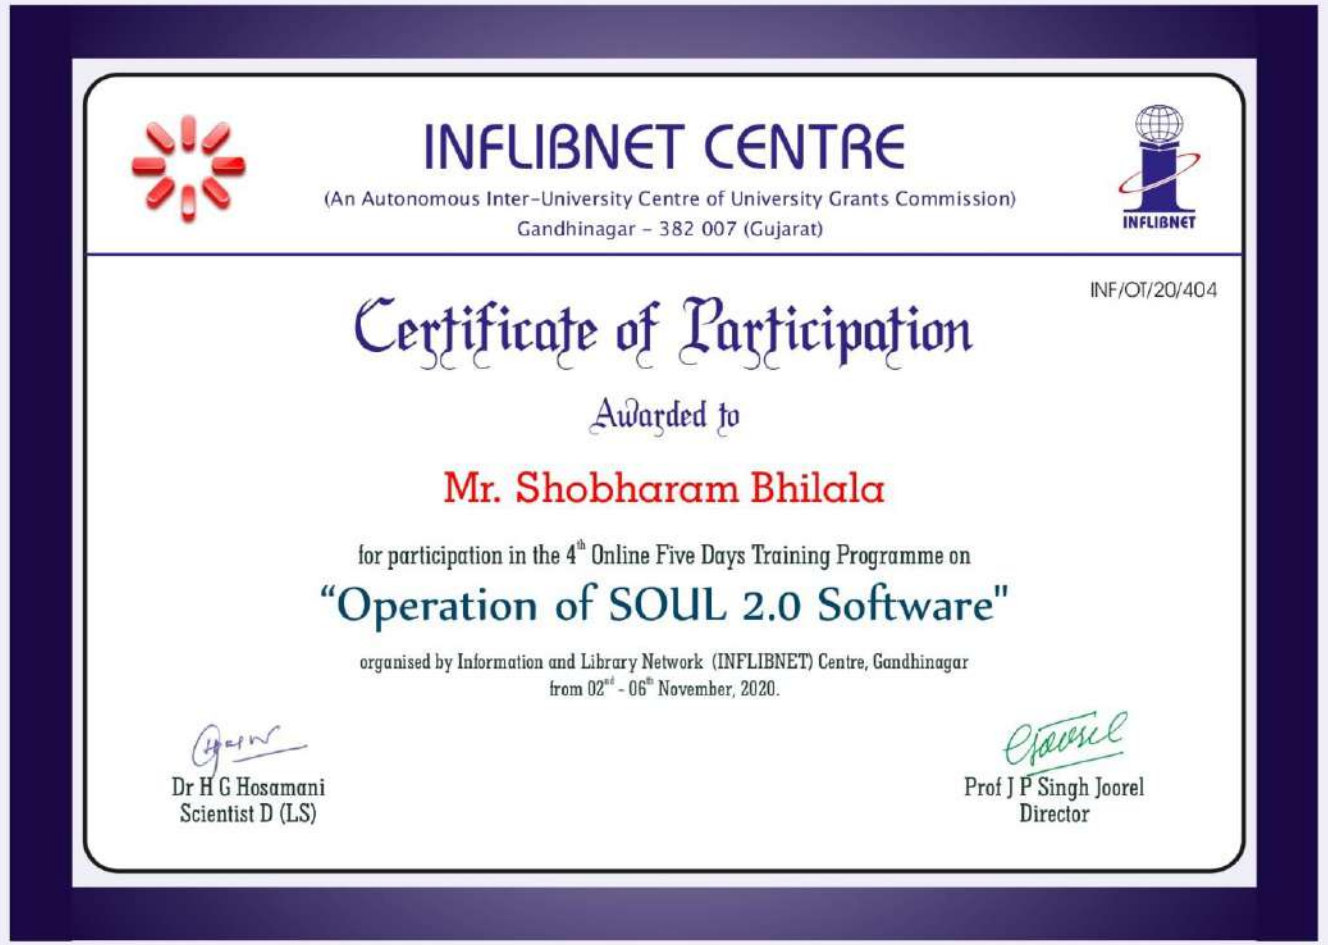 INFLIBNET CENTRE
(An Autonomous Inter-University Centre of University Grants Commission)
Gandhinagar – 382 007 (Gujarat)
INFLIBNET
INF/OT/20/404
Certificate of Participation
Awarded to
Mr. Shobharam Bhilala
for participation in the 4th Online Five Days Training Programme on
“Operation of SOUL 2.0 Software"
organised by Information and Library Network (INFLIBNET) Centre, Gandhinagar
from 02nd - 06th November, 2020.
Dr H G Hosamani
Scientist D (LS)
Prof J P Singh Joorel
Director